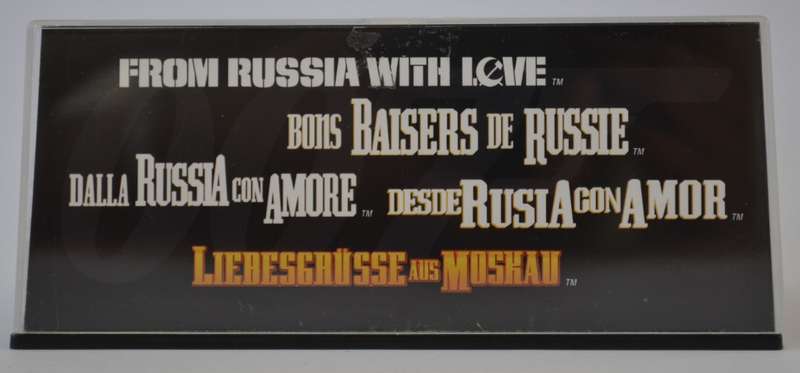 FROM RUSSIA WITH LOVE TM
BONS BAISERS DE RUSSIE TM
DALLA RUSSIA CON AMORE TM
DESDE RUSIA CON AMOR TM
LIEBESGRÜSSE AUS MOSKAU TM